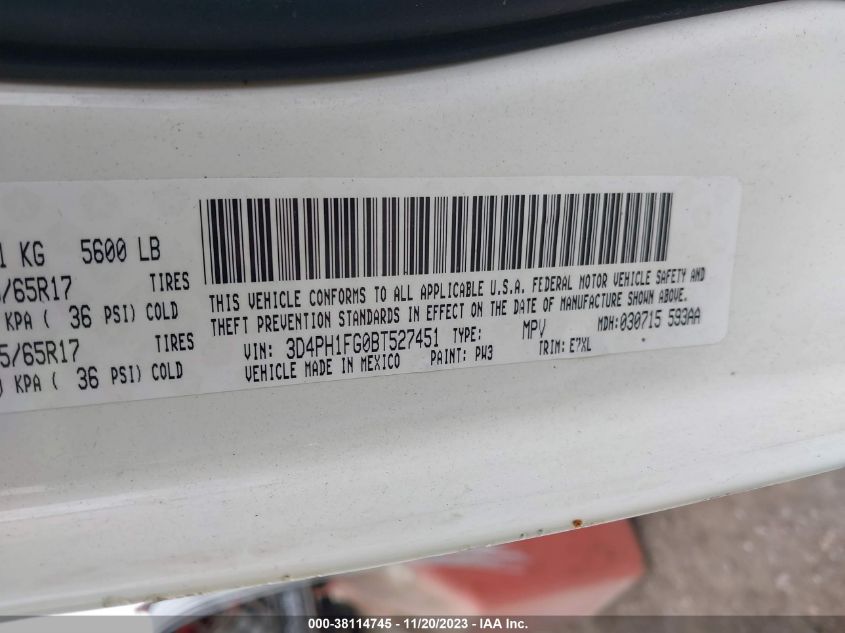 1 KG 5600 LB
/65R17 TIRES
KPA ( 36 PSI) COLD
5/65R17 TIRES
KPA ( 36 PSI) COLD
THIS VEHICLE CONFORMS TO ALL APPLICABLE U.S.A. FEDERAL MOTOR VEHICLE SAFETY AND
THEFT PREVENTION STANDARDS IN EFFECT ON THE DATE OF MANUFACTURE SHOWN ABOVE.
VIN: 3D4PH1FG0BT527451 TYPE: MPV MDH:030715 593AA
VEHICLE MADE IN MEXICO PAINT: PW3 TRIM: E7XL
000-38114745 - 11/20/2023 - IAA Inc.